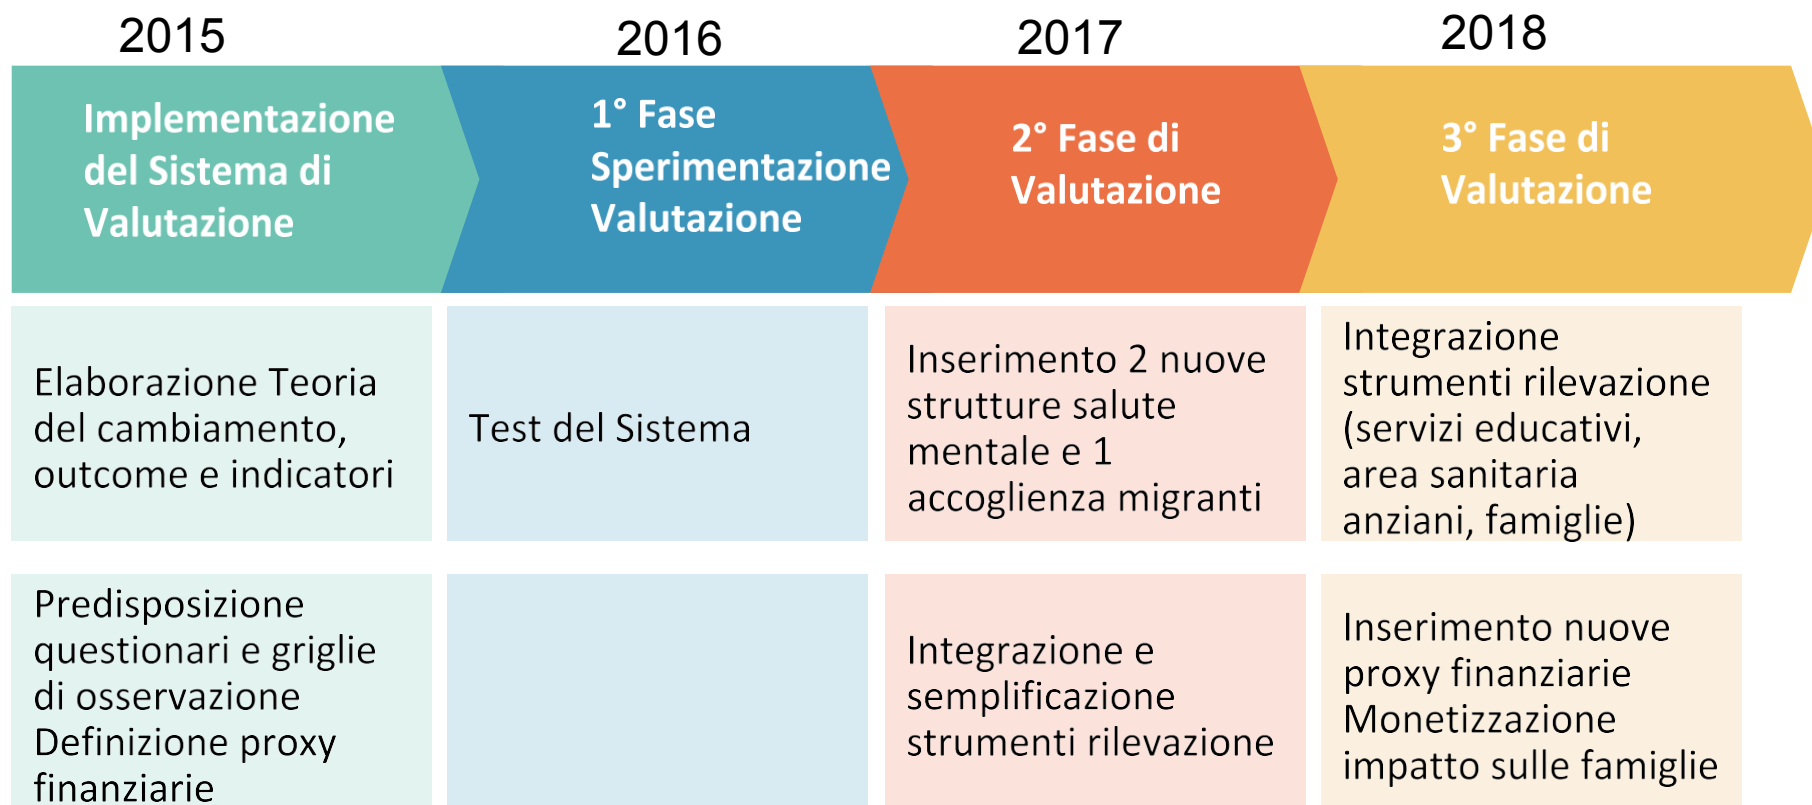 2015
2016
2017
2018
Implementazione
del Sistema di
Valutazione
1° Fase
Sperimentazione
Valutazione
2° Fase di
Valutazione
3° Fase di
Valutazione
Elaborazione Teoria
del cambiamento,
outcome e indicatori
Test del Sistema
Inserimento 2 nuove
strutture salute
mentale e 1
accoglienza migranti
Integrazione
strumenti rilevazione
(servizi educativi,
area sanitaria
anziani, famiglie)
Predisposizione
questionari e griglie
di osservazione
Definizione proxy
finanziarie
Integrazione e
semplificazione
strumenti rilevazione
Inserimento nuove
proxy finanziarie
Monetizzazione
impatto sulle famiglie